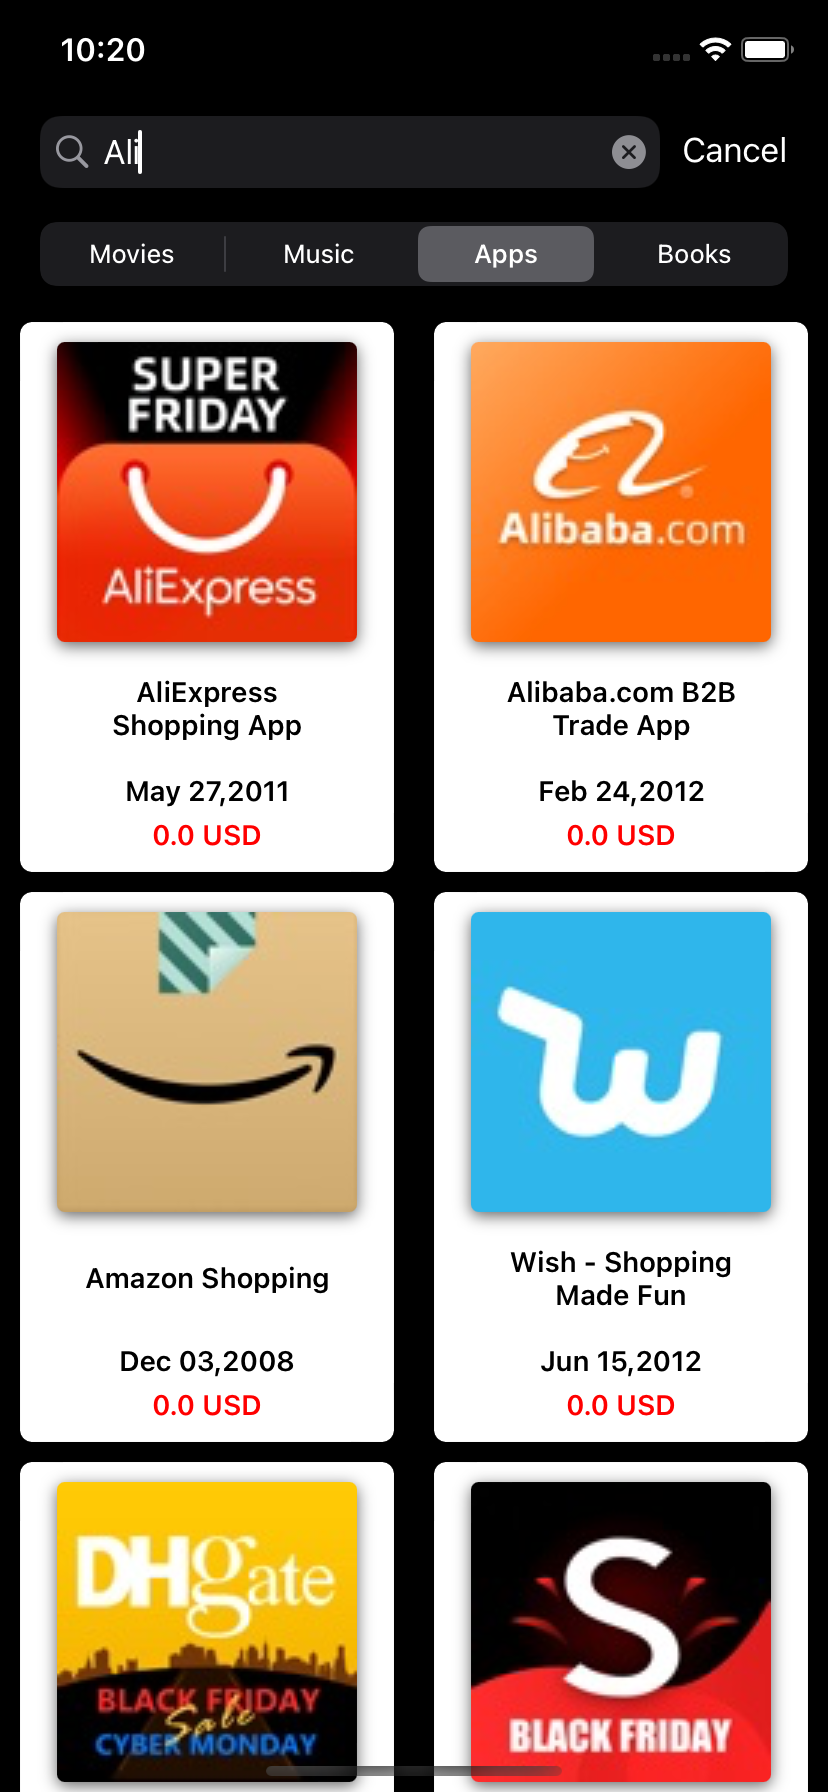 10:20
Ali
Cancel
Movies
Music
Apps
Books
SUPER
FRIDAY
AliExpress
Alibaba.com
AliExpress
Shopping App
Alibaba.com B2B
Trade App
May 27,2011
Feb 24,2012
0.0 USD
0.0 USD
Amazon Shopping
Wish - Shopping
Made Fun
Dec 03,2008
Jun 15,2012
0.0 USD
0.0 USD
DHgate
BLACK FRIDAY
Sale
CYBER MONDAY
S
BLACK FRIDAY